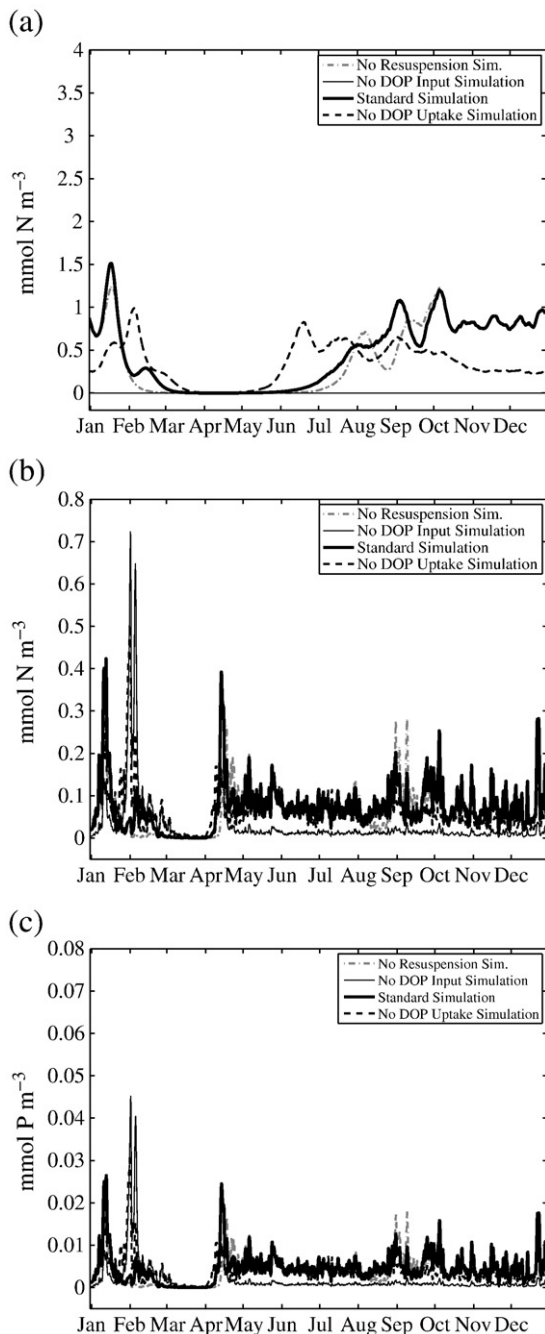 (a)
4
3.5
3
2.5
2
1.5
1
0.5
0
mmol N m⁻³
No Resuspension Sim.
No DOP Input Simulation
Standard Simulation
No DOP Uptake Simulation
Jan Feb Mar Apr May Jun Jul Aug Sep Oct Nov Dec
(b)
0.8
0.7
0.6
0.5
0.4
0.3
0.2
0.1
0
mmol N m⁻³
No Resuspension Sim.
No DOP Input Simulation
Standard Simulation
No DOP Uptake Simulation
Jan Feb Mar Apr May Jun Jul Aug Sep Oct Nov Dec
(c)
0.08
0.07
0.06
0.05
0.04
0.03
0.02
0.01
0
mmol P m⁻³
No Resuspension Sim.
No DOP Input Simulation
Standard Simulation
No DOP Uptake Simulation
Jan Feb Mar Apr May Jun Jul Aug Sep Oct Nov Dec